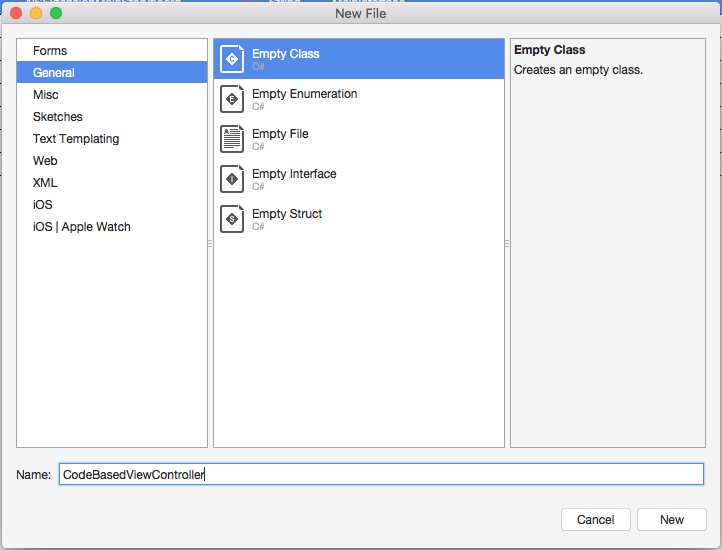 New File
Forms
General
Misc
Sketches
Text Templating
Web
XML
iOS
iOS | Apple Watch
Empty Class
C#
Empty Enumeration
C#
Empty File
C#
Empty Interface
C#
Empty Struct
C#
Empty Class
Creates an empty class.
Name: CodeBasedViewController
Cancel New